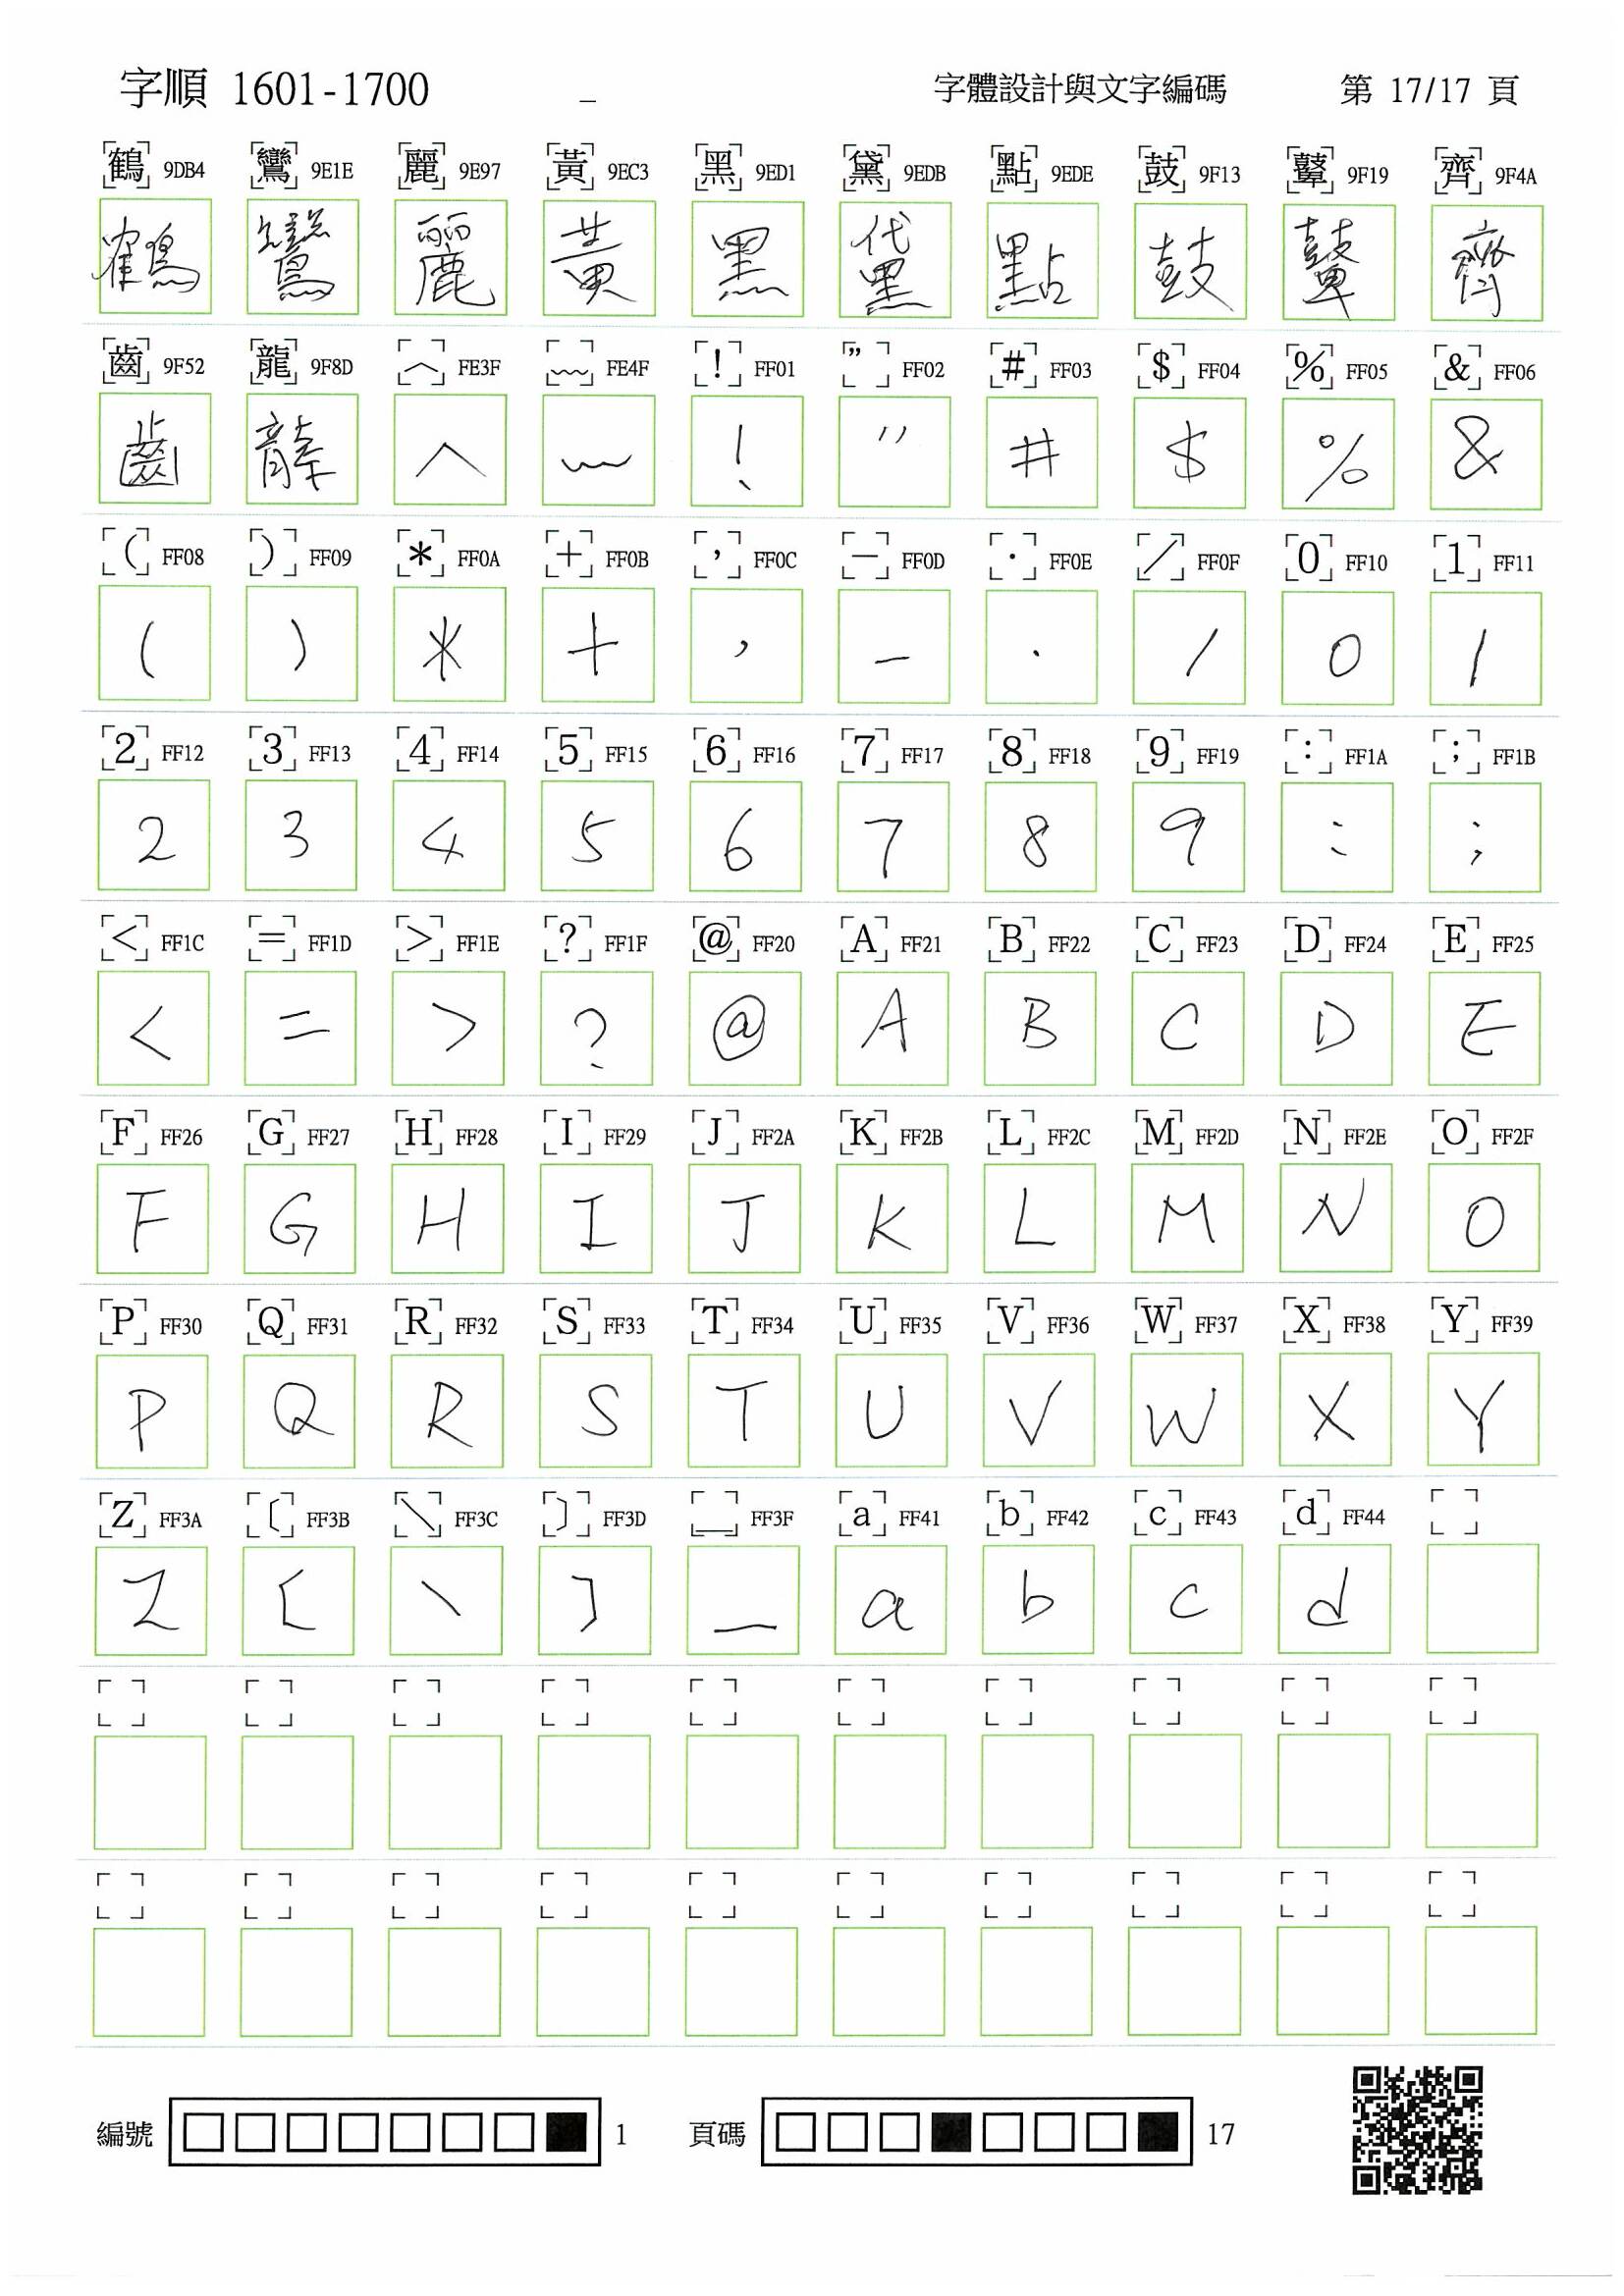 字順 1601-1700 _ 字體設計與文字編碼 第 17/17 頁
鶴 9DB4 鸞 9E1E 麗 9E97 黃 9EC3 黑 9ED1 黛 9EDB 點 9EDE 鼓 9F13 鼙 9F19 齊 9F4A
鶴 鸞 麗 黃 黑 黛 點 鼓 鼙 齊
齒 9F52 龍 9F8D ︿ FE3F ﹏ FE4F ! FF01 ” FF02 # FF03 $ FF04 % FF05 & FF06
齒 龍 ︿ ﹏ ! " # $ % &
( FF08 ) FF09 * FF0A + FF0B , FF0C － FF0D . FF0E / FF0F 0 FF10 1 FF11
( ) * + , － . / 0 1
2 FF12 3 FF13 4 FF14 5 FF15 6 FF16 7 FF17 8 FF18 9 FF19 : FF1A ; FF1B
2 3 4 5 6 7 8 9 : ;
< FF1C = FF1D > FF1E ? FF1F @ FF20 A FF21 B FF22 C FF23 D FF24 E FF25
< = > ? @ A B C D E
F FF26 G FF27 H FF28 I FF29 J FF2A K FF2B L FF2C M FF2D N FF2E O FF2F
F G H I J K L M N O
P FF30 Q FF31 R FF32 S FF33 T FF34 U FF35 V FF36 W FF37 X FF38 Y FF39
P Q R S T U V W X Y
Z FF3A 〔 FF3B \ FF3C 〕 FF3D _ FF3F a FF41 b FF42 c FF43 d FF44
Z [ \ ] _ a b c d
編號 1 頁碼 17